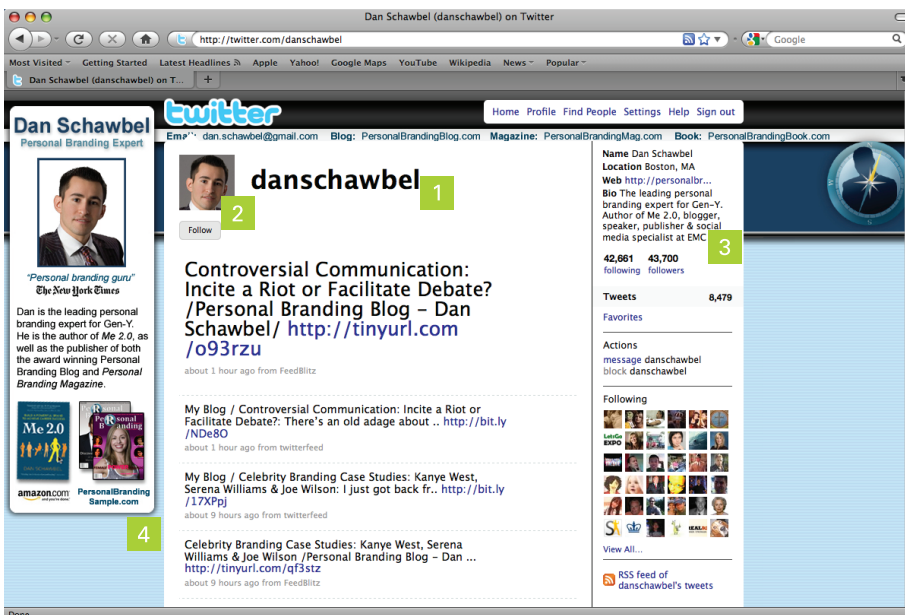 Dan Schawbel (danschawbel) on Twitter
http://twitter.com/danschawbel
Google
Most Visited Getting Started Latest Headlines Apple Yahoo! Google Maps YouTube Wikipedia News Popular
Dan Schawbel (danschawbel) on T... +
twitter
Home Profile Find People Settings Help Sign out
dan.schawbel@gmail.com Blog: PersonalBrandingBlog.com Magazine: PersonalBrandingMag.com Book: PersonalBrandingBook.com
Dan Schawbel
Personal Branding Expert
"Personal branding guru"
The New York Times
Dan is the leading personal
branding expert for Gen-Y.
He is the author of Me 2.0, as
well as the publisher of both
the award winning Personal
Branding Blog and Personal
Branding Magazine.
Me 2.0
DAN SCHAWBEL
Personal
Branding
amazon.com
and you're done.
PersonalBranding
Sample.com
4
danschawbel
1
2
Follow
Controversial Communication:
Incite a Riot or Facilitate Debate?
/Personal Branding Blog – Dan
Schawbel/ http://tinyurl.com
/o93rzu
about 1 hour ago from FeedBlitz
My Blog / Controversial Communication: Incite a Riot or
Facilitate Debate?: There's an old adage about .. http://bit.ly
/NDe8O
about 1 hour ago from twitterfeed
My Blog / Celebrity Branding Case Studies: Kanye West,
Serena Williams & Joe Wilson: I just got back fr.. http://bit.ly
/17XPpj
about 9 hours ago from twitterfeed
Celebrity Branding Case Studies: Kanye West, Serena
Williams & Joe Wilson /Personal Branding Blog – Dan ...
http://tinyurl.com/qf3stz
about 9 hours ago from FeedBlitz
Name Dan Schawbel
Location Boston, MA
Web http://personalbr...
Bio The leading personal
branding expert for Gen-Y.
Author of Me 2.0, blogger,
speaker, publisher & social
media specialist at EMC
3
42,661 43,700
following followers
Tweets 8,479
Favorites
Actions
message danschawbel
block danschawbel
Following
EXPO
View All...
RSS feed of
danschawbel's tweets
Done